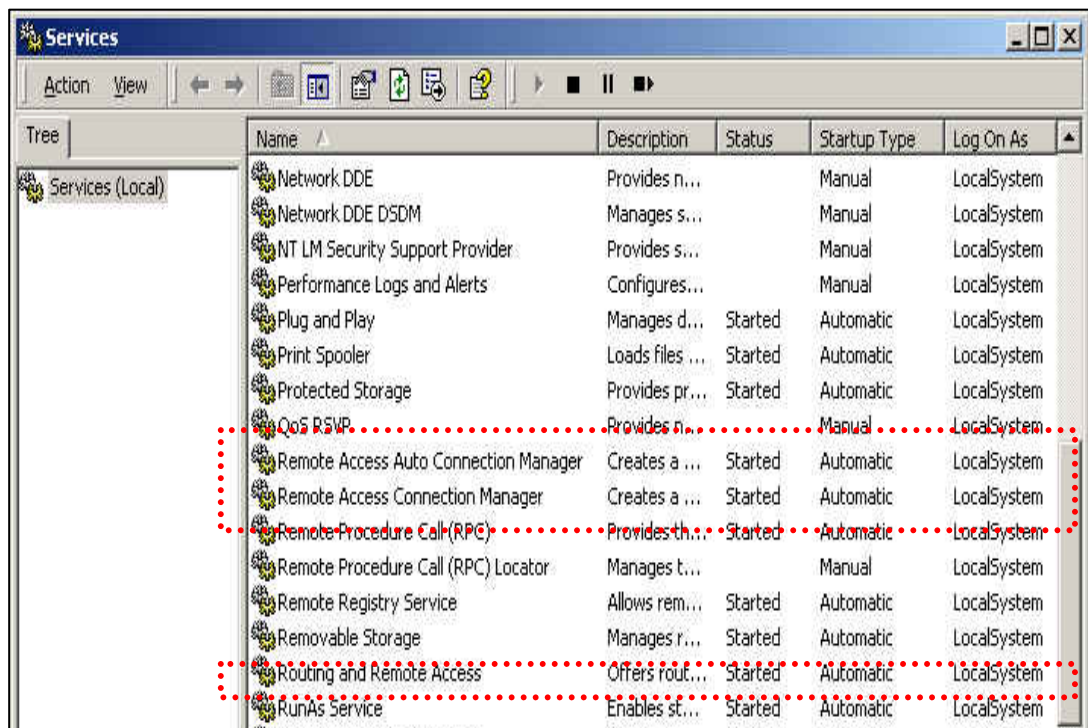 Services
Action View
Tree
Services (Local)
Name Description Status Startup Type Log On As
Network DDE Provides n... Manual LocalSystem
Network DDE DSDM Manages s... Manual LocalSystem
NT LM Security Support Provider Provides s... Manual LocalSystem
Performance Logs and Alerts Configures... Manual LocalSystem
Plug and Play Manages d... Started Automatic LocalSystem
Print Spooler Loads files ... Started Automatic LocalSystem
Protected Storage Provides pr... Started Automatic LocalSystem
QoS RSVP Provides n... Manual LocalSystem
Remote Access Auto Connection Manager Creates a ... Started Automatic LocalSystem
Remote Access Connection Manager Creates a ... Started Automatic LocalSystem
Remote Procedure Call (RPC) Provides th... Started Automatic LocalSystem
Remote Procedure Call (RPC) Locator Manages t... Manual LocalSystem
Remote Registry Service Allows rem... Started Automatic LocalSystem
Removable Storage Manages r... Started Automatic LocalSystem
Routing and Remote Access Offers rout... Started Automatic LocalSystem
RunAs Service Enables st... Started Automatic LocalSystem